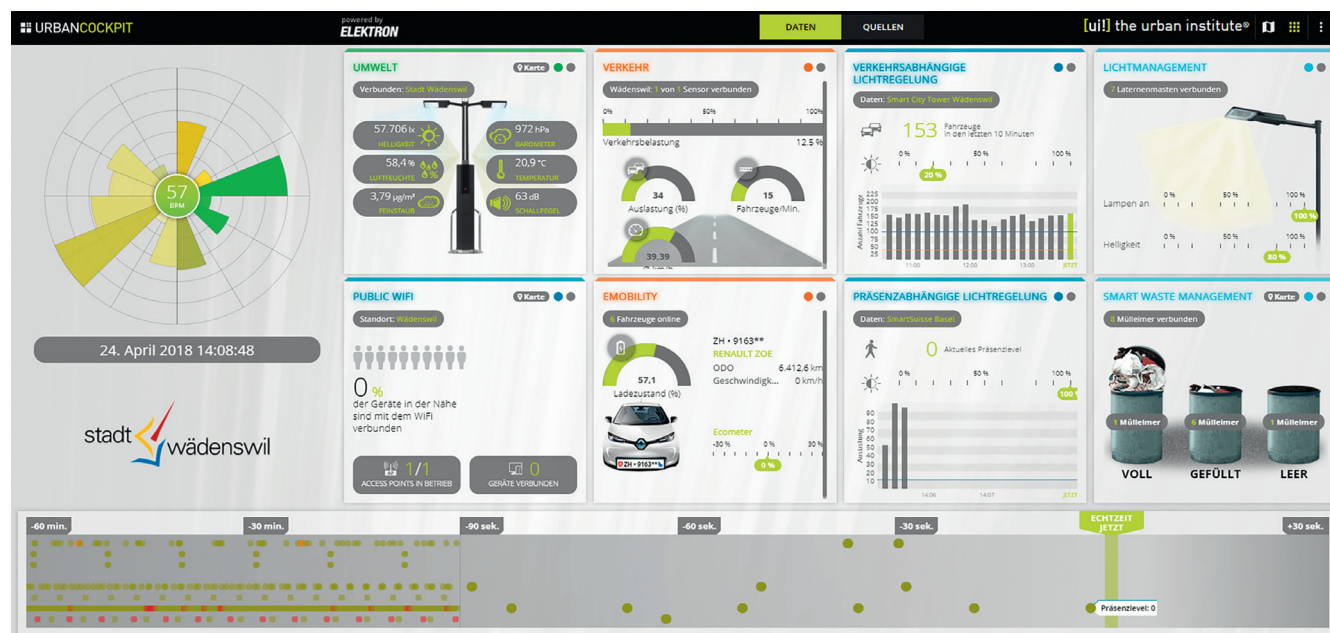 URBANCOCKPIT
powered by
ELEKTRON
DATEN
QUELLEN
[ui!] the urban institute®
57
BPM
24. April 2018 14:08:48
stadt wädenswil
UMWELT
Karte
Verbunden: Stadt Wädenswil
57.706 lx
HELLIGKEIT
972 hPa
BAROMETER
58,4 %
LUFTFEUCHTE
20,9 °C
TEMPERATUR
3,79 µg/m³
FEINSTAUB
63 dB
SCHALLPEGEL
VERKEHR
Wädenswil: 1 von 1 Sensor verbunden
0% 50% 100%
Verkehrsbelastung 12.5 %
34
Auslastung (%)
15
Fahrzeuge/Min.
39,39
VERKEHRSABHÄNGIGE
LICHTREGELUNG
Daten: Smart City Tower Wädenswil
153 Fahrzeuge
in den letzten 10 Minuten
0 % 50 % 100 %
20 %
Anzahl Fahrzeuge
225
200
175
150
125
100
75
50
25
11:00 12:00 13:00 JETZT
LICHTMANAGEMENT
7 Laternenmasten verbunden
0 % 50 % 100 %
Lampen an
100 %
0 % 50 % 100 %
Helligkeit
80 %
PUBLIC WIFI
Karte
Standort: Wädenswil
0 %
der Geräte in der Nähe
sind mit dem WiFi
verbunden
1/1
ACCESS POINTS IN BETRIEB
0
GERÄTE VERBUNDEN
EMOBILITY
6 Fahrzeuge online
57,1
Ladezustand (%)
ZH • 9163**
RENAULT ZOE
ODO 6.412,6 km
Geschwindigk... 0 km/h
Ecometer
-30 % 0 % 30 %
0 %
ZH • 9163**
PRÄSENZABHÄNGIGE LICHTREGELUNG
Daten: SmartSuisse Basel
0 Aktuelles Präsenzlevel
0 % 50 % 100 %
100
Auslastung
90
80
70
60
50
40
30
20
10
14:06 14:07 JETZT
SMART WASTE MANAGEMENT
Karte
8 Mülleimer verbunden
1 Mülleimer
6 Mülleimer
1 Mülleimer
VOLL GEFÜLLT LEER
-60 min. -30 min. -90 sek. -60 sek. -30 sek.
ECHTZEIT
JETZT
+30 sek.
Präsenzlevel: 0